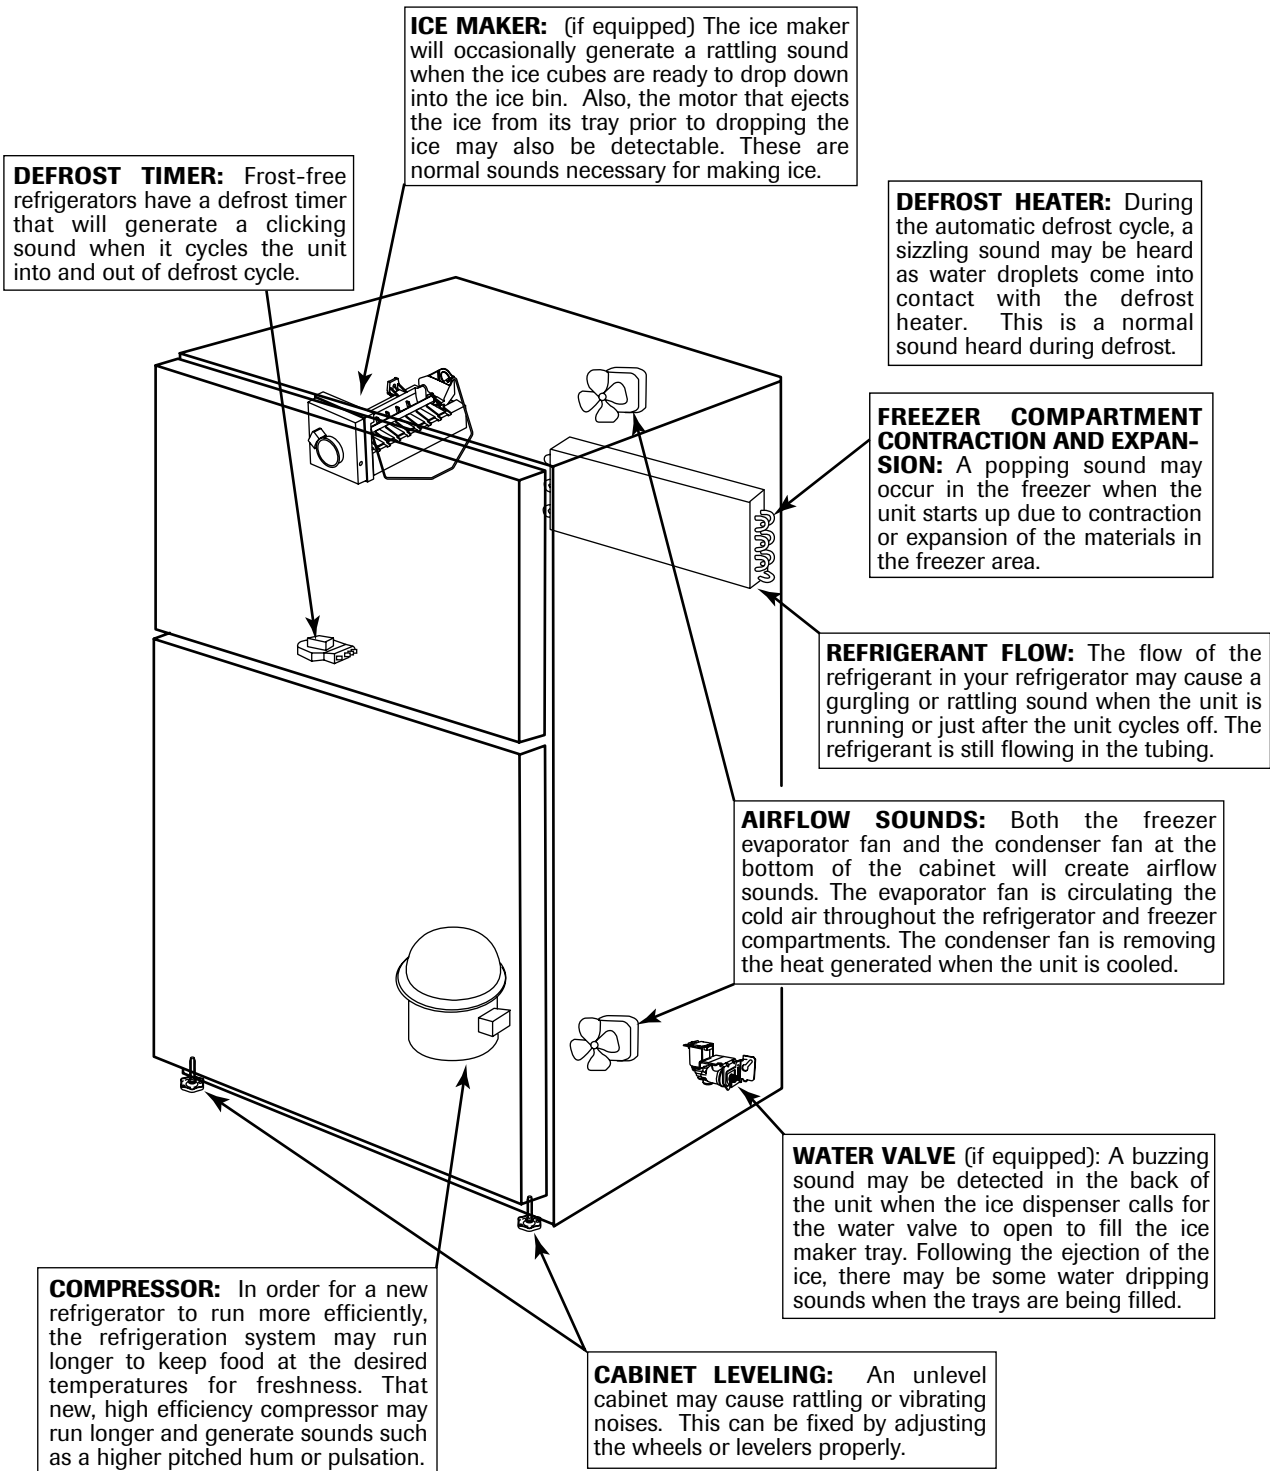 ICE MAKER: (if equipped) The ice maker
will occasionally generate a rattling sound
when the ice cubes are ready to drop down
into the ice bin. Also, the motor that ejects
the ice from its tray prior to dropping the
ice may also be detectable. These are
normal sounds necessary for making ice.
DEFROST TIMER: Frost-free
refrigerators have a defrost timer
that will generate a clicking
sound when it cycles the unit
into and out of defrost cycle.
DEFROST HEATER: During
the automatic defrost cycle, a
sizzling sound may be heard
as water droplets come into
contact with the defrost
heater. This is a normal
sound heard during defrost.
FREEZER COMPARTMENT
CONTRACTION AND EXPAN-
SION: A popping sound may
occur in the freezer when the
unit starts up due to contraction
or expansion of the materials in
the freezer area.
REFRIGERANT FLOW: The flow of the
refrigerant in your refrigerator may cause a
gurgling or rattling sound when the unit is
running or just after the unit cycles off. The
refrigerant is still flowing in the tubing.
AIRFLOW SOUNDS: Both the freezer
evaporator fan and the condenser fan at the
bottom of the cabinet will create airflow
sounds. The evaporator fan is circulating the
cold air throughout the refrigerator and freezer
compartments. The condenser fan is removing
the heat generated when the unit is cooled.
WATER VALVE (if equipped): A buzzing
sound may be detected in the back of
the unit when the ice dispenser calls for
the water valve to open to fill the ice
maker tray. Following the ejection of the
ice, there may be some water dripping
sounds when the trays are being filled.
COMPRESSOR: In order for a new
refrigerator to run more efficiently,
the refrigeration system may run
longer to keep food at the desired
temperatures for freshness. That
new, high efficiency compressor may
run longer and generate sounds such
as a higher pitched hum or pulsation.
CABINET LEVELING: An unlevel
cabinet may cause rattling or vibrating
noises. This can be fixed by adjusting
the wheels or levelers properly.